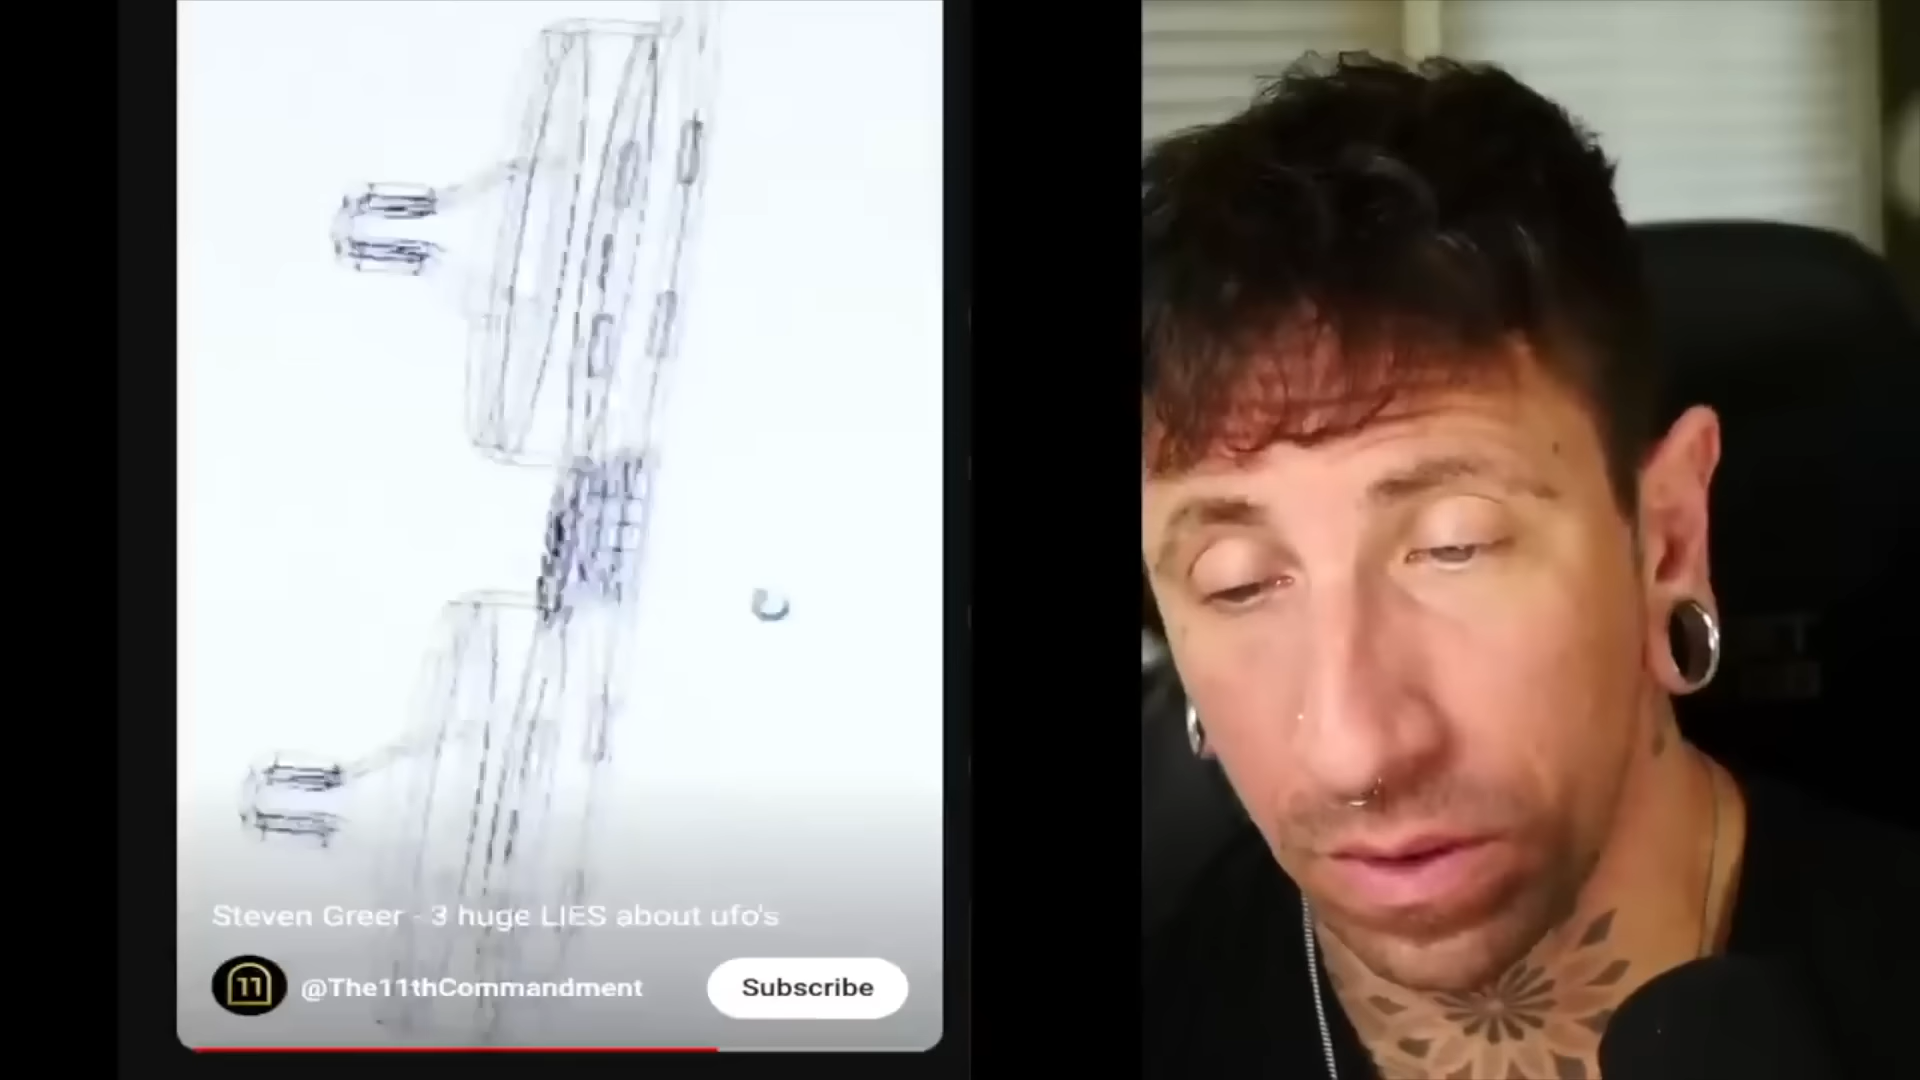 Steven Greer - 3 huge LIES about ufo's
11
@The11thCommandment
Subscribe